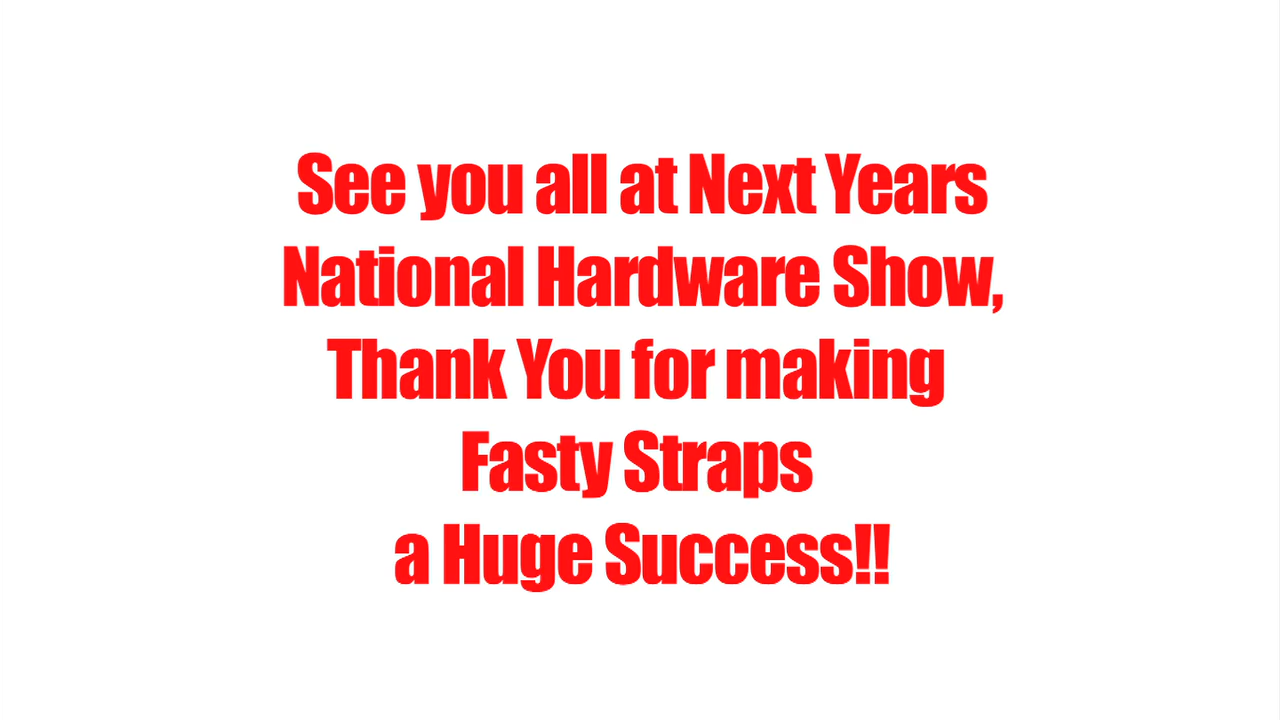 See you all at Next Years
National Hardware Show,
Thank You for making
Fasty Straps
a Huge Success!!